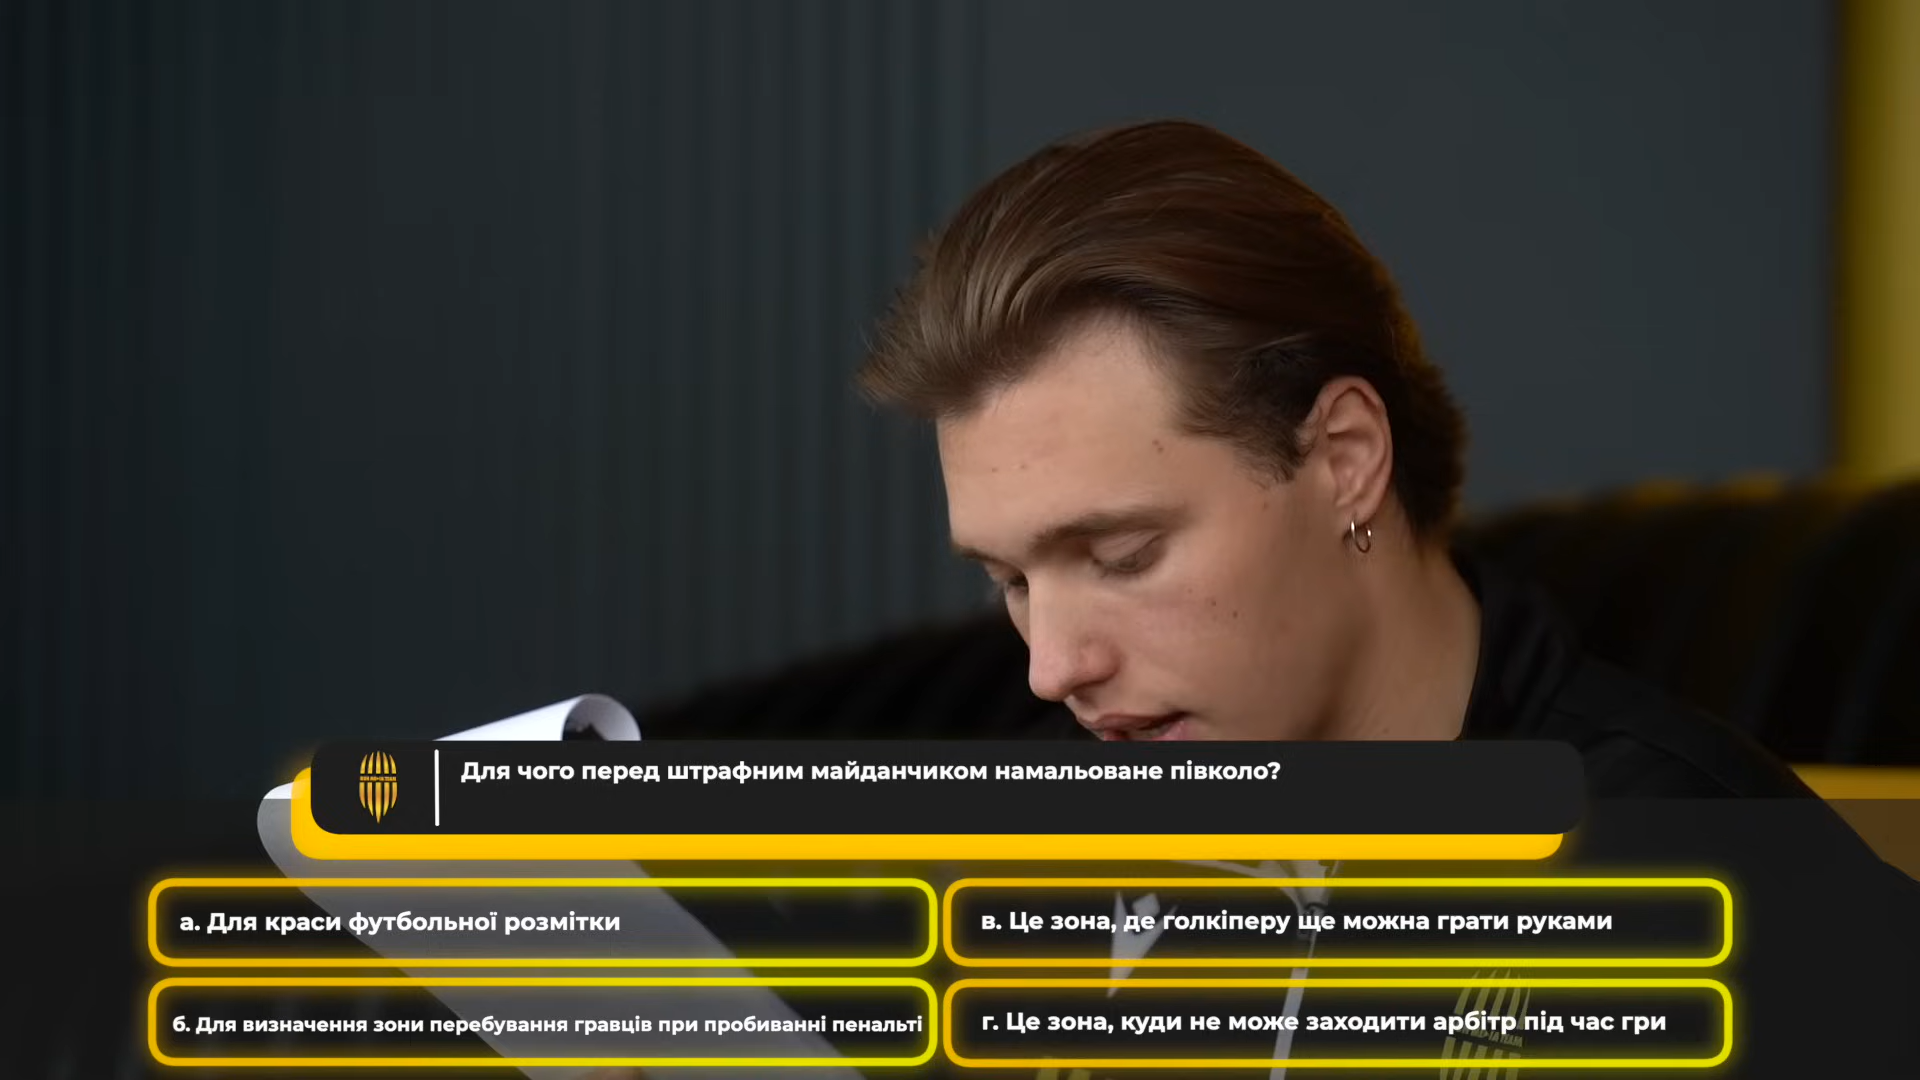 Для чого перед штрафним майданчиком намальоване півколо?
а. Для краси футбольної розмітки
в. Це зона, де голкіперу ще можна грати руками
б. Для визначення зони перебування гравців при пробиванні пенальті
г. Це зона, куди не може заходити арбітр під час гри